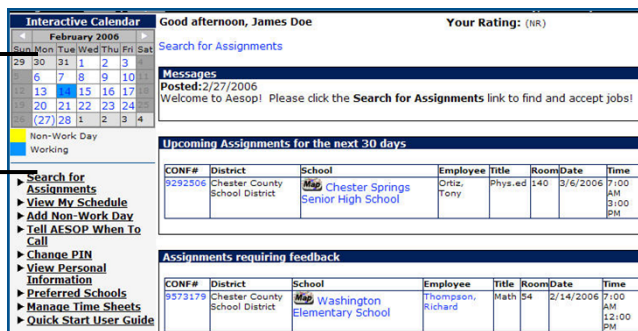 Interactive Calendar
February 2006
Sun Mon Tue Wed Thu Fri Sat
29 30 31 1 2 3 4
5 6 7 8 9 10 11
12 13 14 15 16 17 18
19 20 21 22 23 24 25
26 (27) 28 1 2 3 4
Non-Work Day
Working
Search for
Assignments
View My Schedule
Add Non-Work Day
Tell AESOP When To
Call
Change PIN
View Personal
Information
Preferred Schools
Manage Time Sheets
Quick Start User Guide
Good afternoon, James Doe
Your Rating: (NR)
Search for Assignments
Messages
Posted:2/27/2006
Welcome to Aesop! Please click the Search for Assignments link to find and accept jobs!
Upcoming Assignments for the next 30 days
CONF# District School Employee Title Room Date Time
9292506 Chester County Map Chester Springs Ortiz, Phys.ed 140 3/6/2006 7:00
School District Senior High School Tony AM
3:00
PM
Assignments requiring feedback
CONF# District School Employee Title Room Date Time
9573179 Chester County Map Washington Thompson, Math 54 2/14/2006 7:00
School District Elementary School Richard AM
12:00
PM